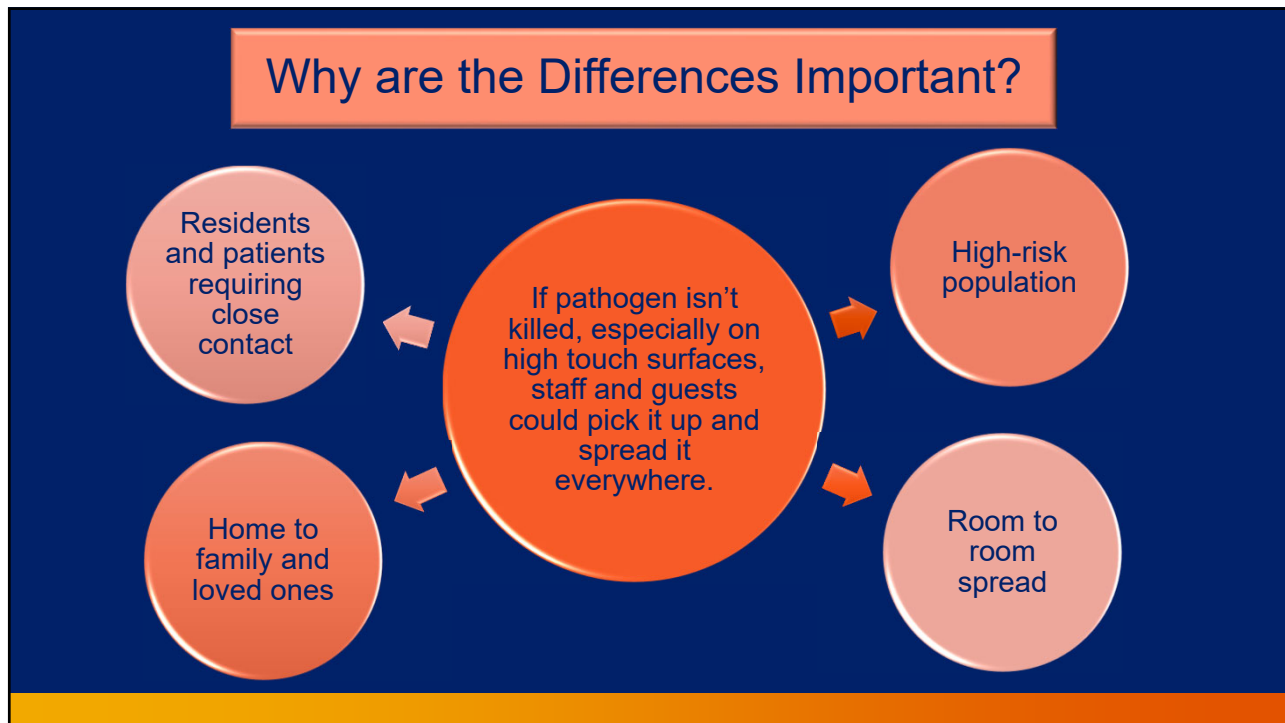 Why are the Differences Important?
Residents
and patients
requiring
close
contact
If pathogen isn’t
killed, especially on
high touch surfaces,
staff and guests
could pick it up and
spread it
everywhere.
High-risk
population
Home to
family and
loved ones
Room to
room
spread